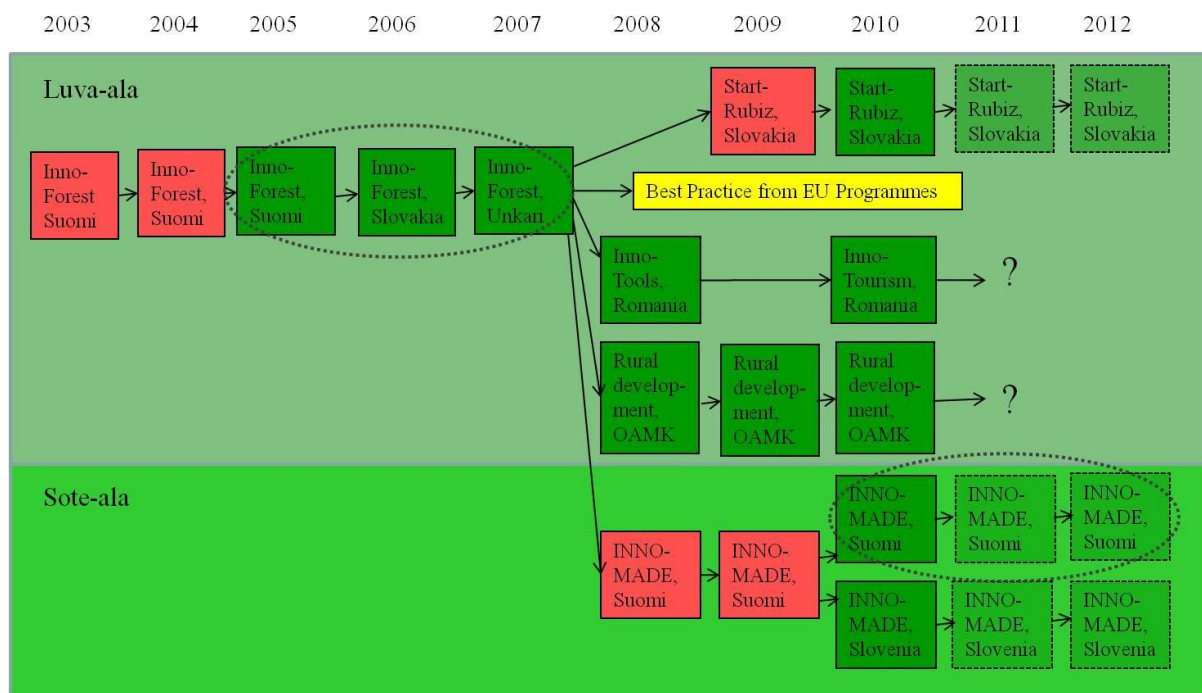 2003 2004 2005 2006 2007 2008 2009 2010 2011 2012
Luva-ala
Inno-
Forest
Suomi
Inno-
Forest,
Suomi
Inno-
Forest,
Suomi
Inno-
Forest,
Slovakia
Inno-
Forest,
Unkari
Start-
Rubiz,
Slovakia
Start-
Rubiz,
Slovakia
Start-
Rubiz,
Slovakia
Start-
Rubiz,
Slovakia
Best Practice from EU Programmes
Inno-
Tools,
Romania
Inno-
Tourism,
Romania
?
Rural
develop-
ment,
OAMK
Rural
develop-
ment,
OAMK
Rural
develop-
ment,
OAMK
?
Sote-ala
INNO-
MADE,
Suomi
INNO-
MADE,
Suomi
INNO-
MADE,
Suomi
INNO-
MADE,
Suomi
INNO-
MADE,
Suomi
INNO-
MADE,
Slovenia
INNO-
MADE,
Slovenia
INNO-
MADE,
Slovenia